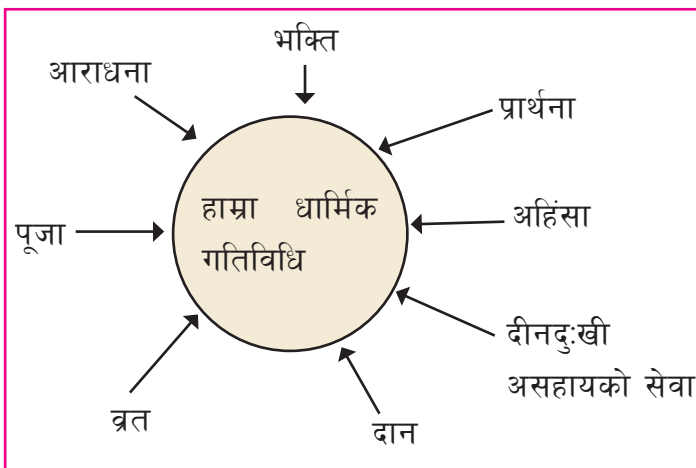 भक्ति
आराधना
प्रार्थना
हाम्रा धार्मिक
गतिविधि
अहिंसा
पूजा
दीनदुःखी
असहायको सेवा
व्रत
दान